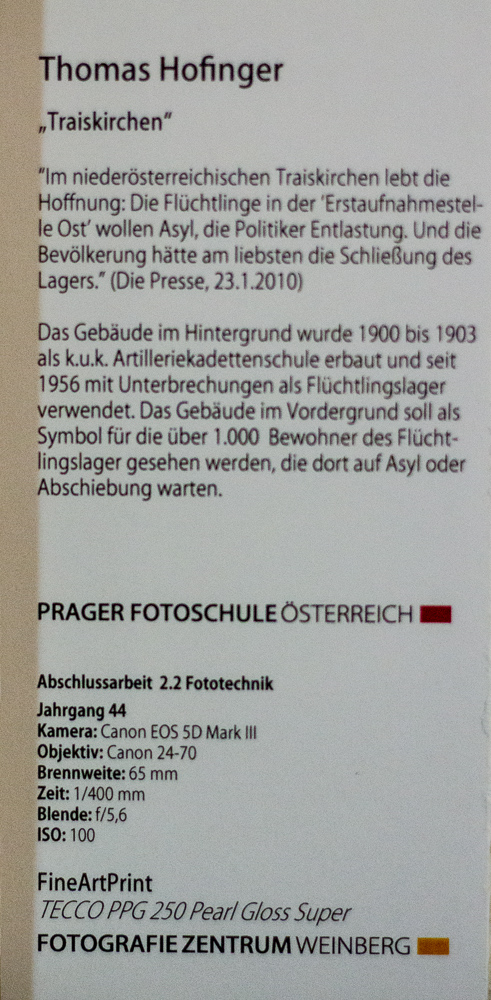 Thomas Hofinger
„Traiskirchen“
"Im niederösterreichischen Traiskirchen lebt die
Hoffnung: Die Flüchtlinge in der 'Erstaufnahmestel-
le Ost' wollen Asyl, die Politiker Entlastung. Und die
Bevölkerung hätte am liebsten die Schließung des
Lagers." (Die Presse, 23.1.2010)
Das Gebäude im Hintergrund wurde 1900 bis 1903
als k.u.k. Artilleriekadettenschule erbaut und seit
1956 mit Unterbrechungen als Flüchtlingslager
verwendet. Das Gebäude im Vordergrund soll als
Symbol für die über 1.000 Bewohner des Flücht-
lingslager gesehen werden, die dort auf Asyl oder
Abschiebung warten.
PRAGER FOTOSCHULE ÖSTERREICH
Abschlussarbeit 2.2 Fototechnik
Jahrgang 44
Kamera: Canon EOS 5D Mark III
Objektiv: Canon 24-70
Brennweite: 65 mm
Zeit: 1/400 mm
Blende: f/5,6
ISO: 100
FineArtPrint
TECCO PPG 250 Pearl Gloss Super
FOTOGRAFIE ZENTRUM WEINBERG